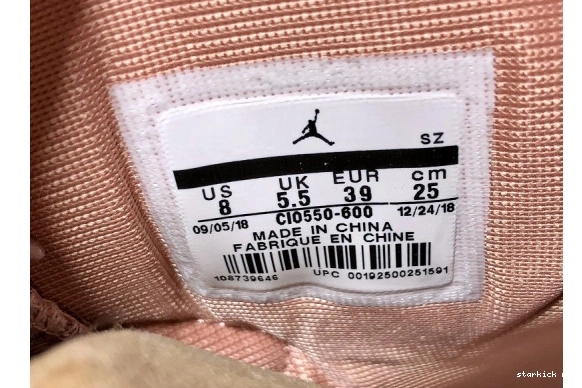 SZ
US UK EUR cm
8 5.5 39 25
09/05/18 CI0550-600 12/24/18
MADE IN CHINA
FABRIQUE EN CHINE
108739646 UPC 00192500251591
starkick